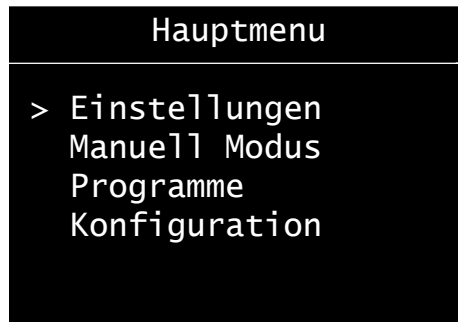 Hauptmenu
> Einstellungen
Manuell Modus
Programme
Konfiguration